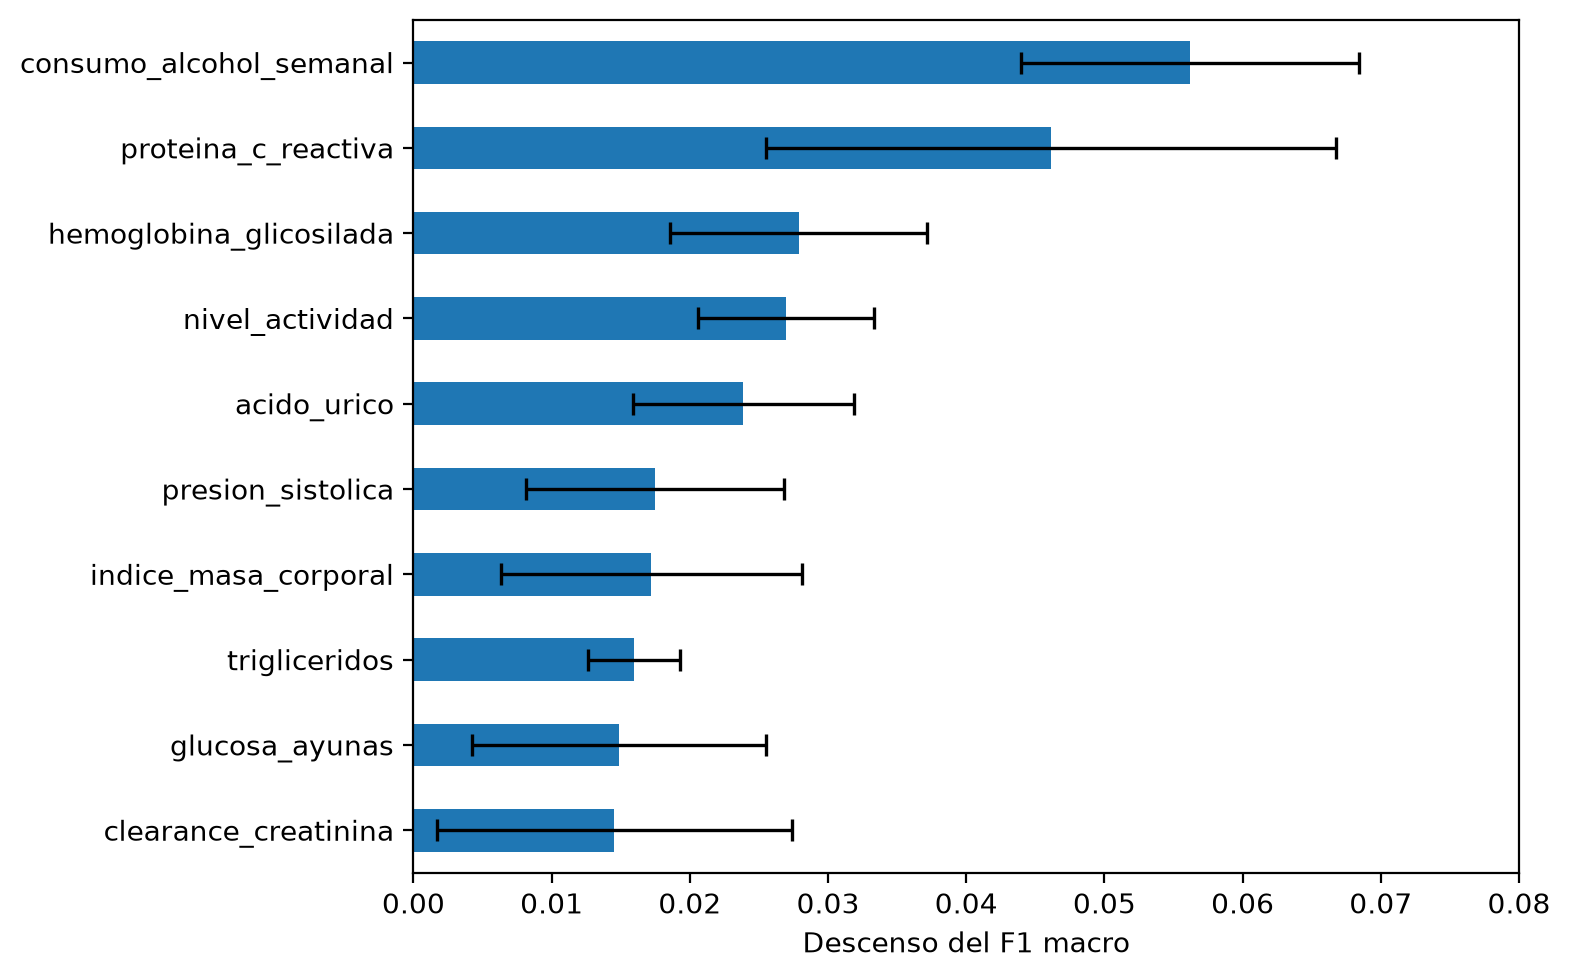 consumo_alcohol_semanal
proteina_c_reactiva
hemoglobina_glicosilada
nivel_actividad
acido_urico
presion_sistolica
indice_masa_corporal
trigliceridos
glucosa_ayunas
clearance_creatinina
0.00 0.01 0.02 0.03 0.04 0.05 0.06 0.07 0.08
Descenso del F1 macro